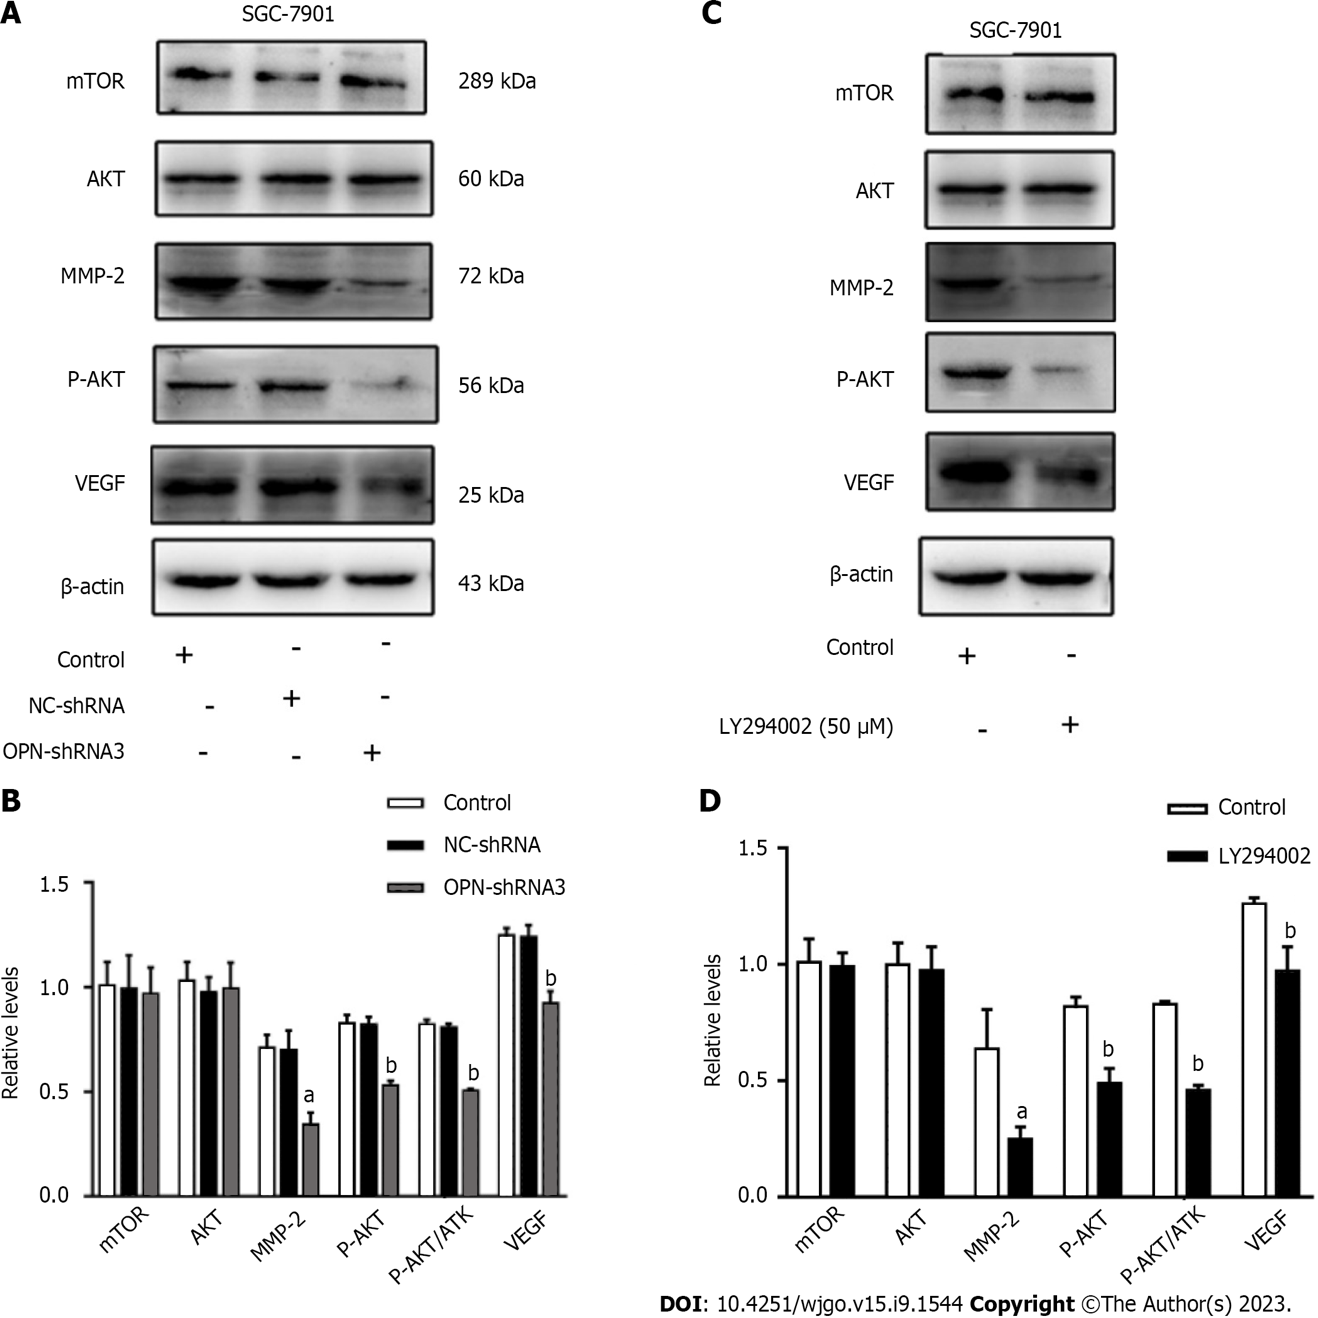 A
SGC-7901
mTOR 289 kDa
AKT 60 kDa
MMP-2 72 kDa
P-AKT 56 kDa
VEGF 25 kDa
β-actin 43 kDa
Control + - -
NC-shRNA - + -
OPN-shRNA3 - - +
C
SGC-7901
mTOR
AKT
MMP-2
P-AKT
VEGF
β-actin
Control + -
LY294002 (50 μM) - +
B
Control
NC-shRNA
OPN-shRNA3
Relative levels
1.5
1.0
0.5
0.0
a
b
b
b
mTOR
AKT
MMP-2
P-AKT
P-AKT/ATK
VEGF
D
Control
LY294002
Relative levels
1.5
1.0
0.5
0.0
a
b
b
b
mTOR
AKT
MMP-2
P-AKT
P-AKT/ATK
VEGF
DOI: 10.4251/wjgo.v15.i9.1544 Copyright ©The Author(s) 2023.